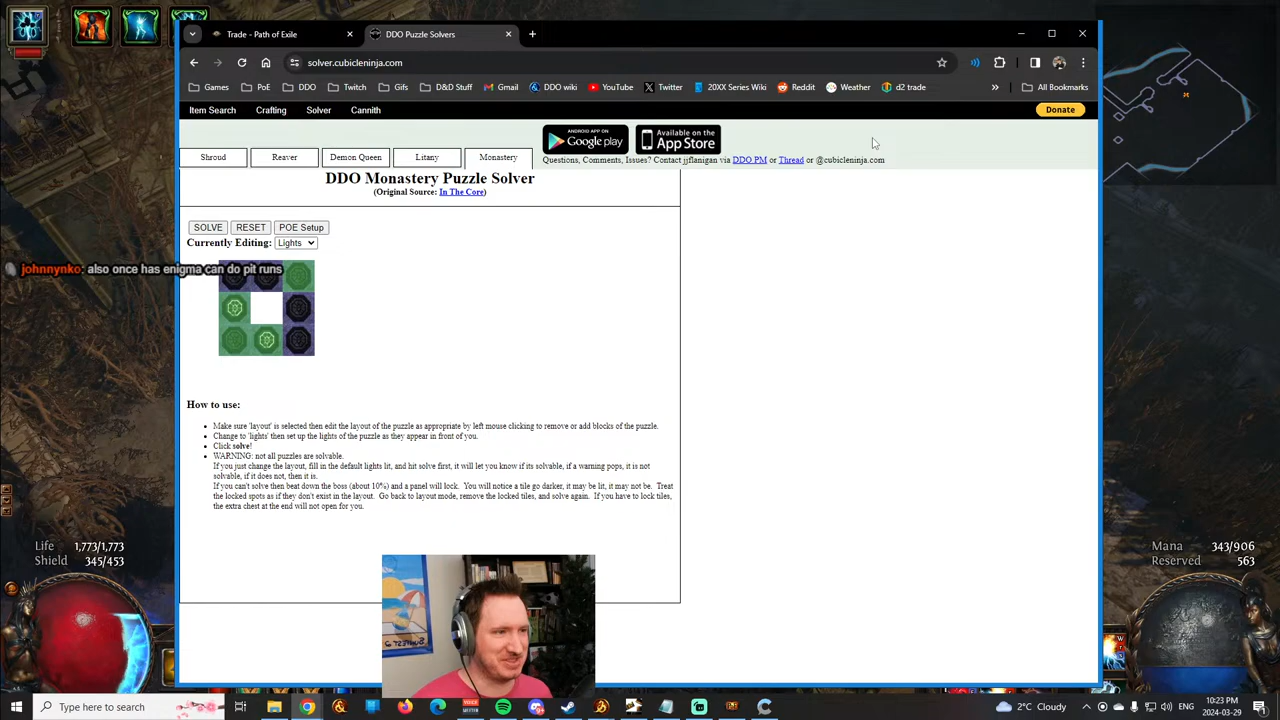 Trade - Path of Exile
DDO Puzzle Solvers
solver.cubicleninja.com
Games
PoE
DDO
Twitch
Gifs
D&D Stuff
Gmail
DDO wiki
YouTube
Twitter
20XX Series Wiki
Reddit
Weather
d2 trade
All Bookmarks
Item Search
Crafting
Solver
Cannith
Donate
ANDROID APP ON
Google play
Available on the
App Store
Shroud
Reaver
Demon Queen
Litany
Monastery
Questions, Comments, Issues? Contact jjflanigan via DDO PM or Thread or @cubicleninja.com
DDO Monastery Puzzle Solver
(Original Source: In The Core)
SOLVE
RESET
POE Setup
Currently Editing: Lights
johnnynko: also once has enigma can do pit runs
How to use:
Make sure 'layout' is selected then edit the layout of the puzzle as appropriate by left mouse clicking to remove or add blocks of the puzzle.
Change to 'lights' then set up the lights of the puzzle as they appear in front of you.
Click solve!
WARNING: not all puzzles are solvable.
If you just change the layout, fill in the default lights lit, and hit solve first, it will let you know if its solvable, if a warning pops, it is not
solvable, if it does not, then it is.
If you can't solve then beat down the boss (about 10%) and a panel will lock. You will notice a tile go darker, it may be lit, it may not be. Treat
the locked spots as if they don't exist in the layout. Go back to layout mode, remove the locked tiles, and solve again. If you have to lock tiles,
the extra chest at the end will not open for you.
Life 1,773/1,773
Shield 345/453
Mana 343/906
Reserved 563
Type here to search
2°C Cloudy
10:23 PM
2024-03-29